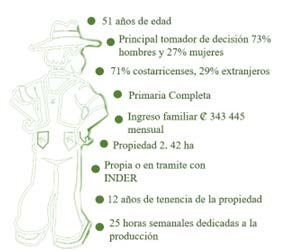 51 años de edad
Principal tomador de decisión 73%
hombres y 27% mujeres
71% costarricenses, 29% extranjeros
Primaria Completa
Ingreso familiar ₡ 343 445
mensual
Propiedad 2. 42 ha
Propia o en tramite con
INDER
12 años de tenencia de la propiedad
25 horas semanales dedicadas a la
producción